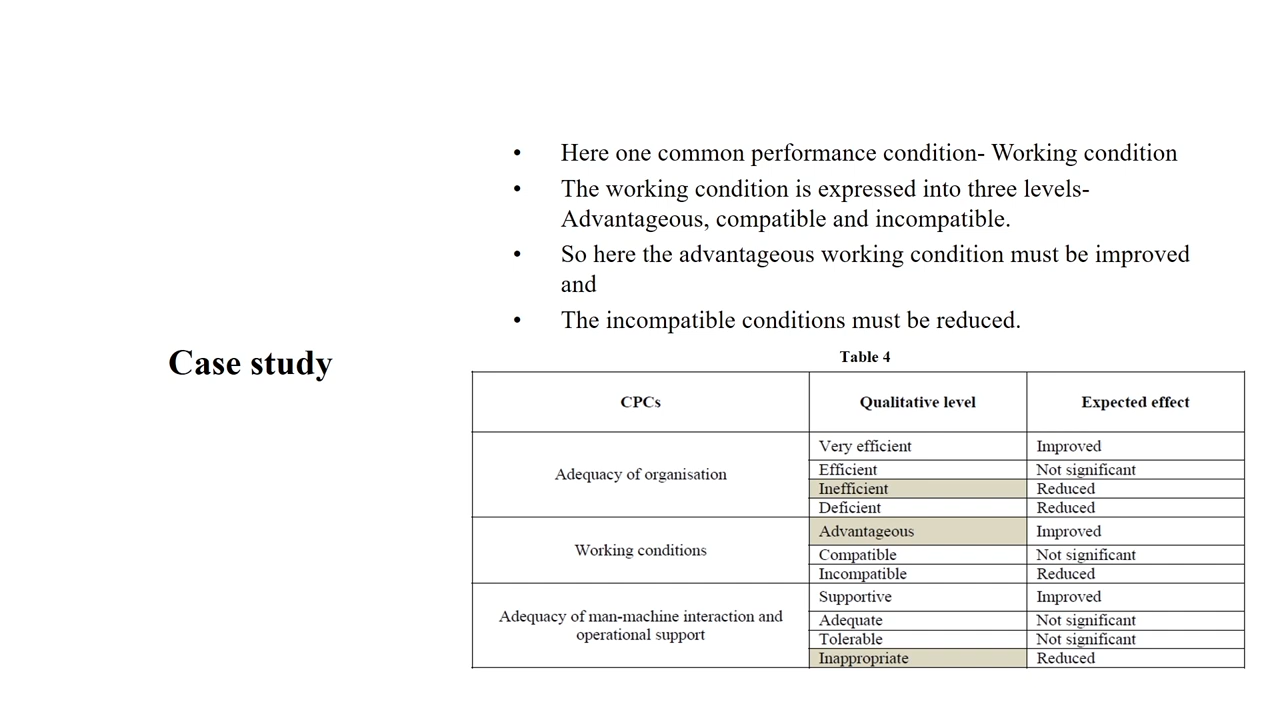 • Here one common performance condition- Working condition
• The working condition is expressed into three levels-
Advantageous, compatible and incompatible.
• So here the advantageous working condition must be improved
and
• The incompatible conditions must be reduced.
Case study
Table 4
CPCs Qualitative level Expected effect
Adequacy of organisation
Very efficient Improved
Efficient Not significant
Inefficient Reduced
Deficient Reduced
Working conditions
Advantageous Improved
Compatible Not significant
Incompatible Reduced
Adequacy of man-machine interaction and
operational support
Supportive Improved
Adequate Not significant
Tolerable Not significant
Inappropriate Reduced